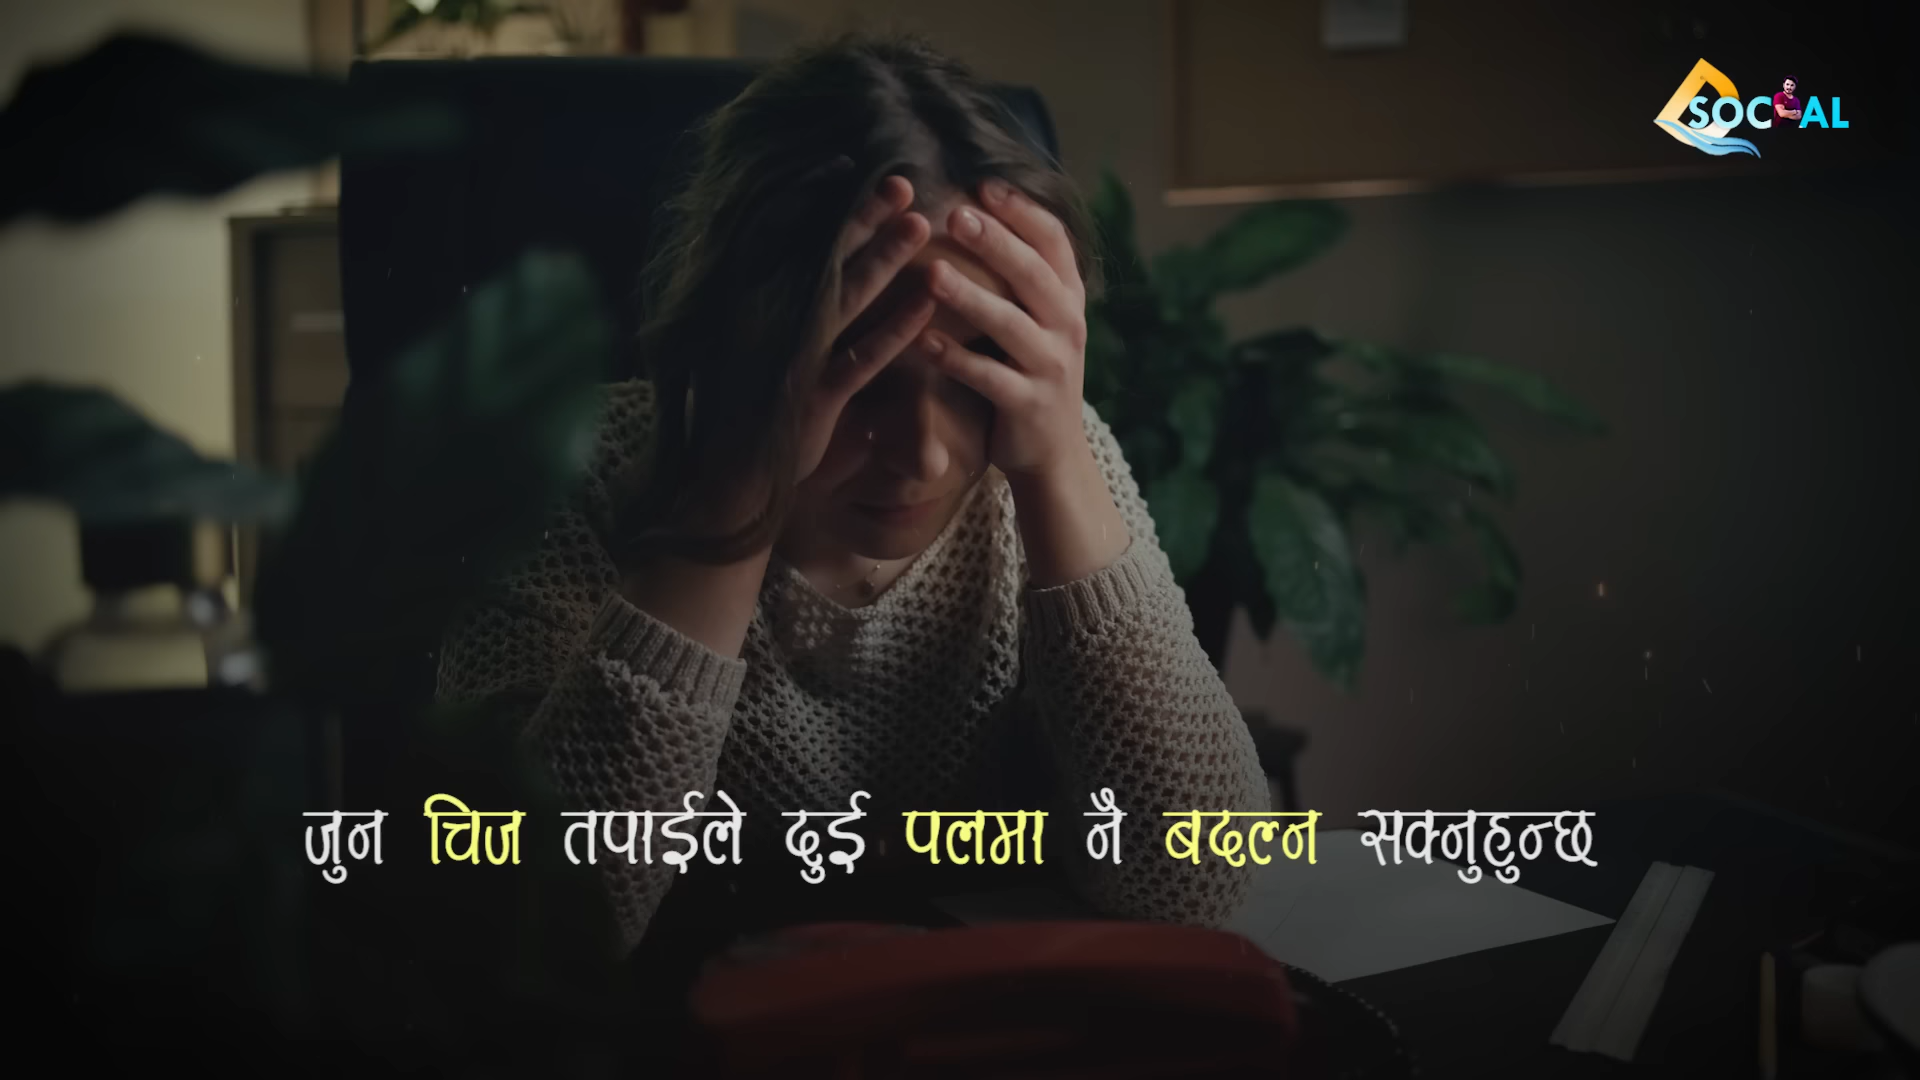 SOCIAL
जुन चिज तपाईले दुई पलमा नै बदल्न सक्नुहुन्छ